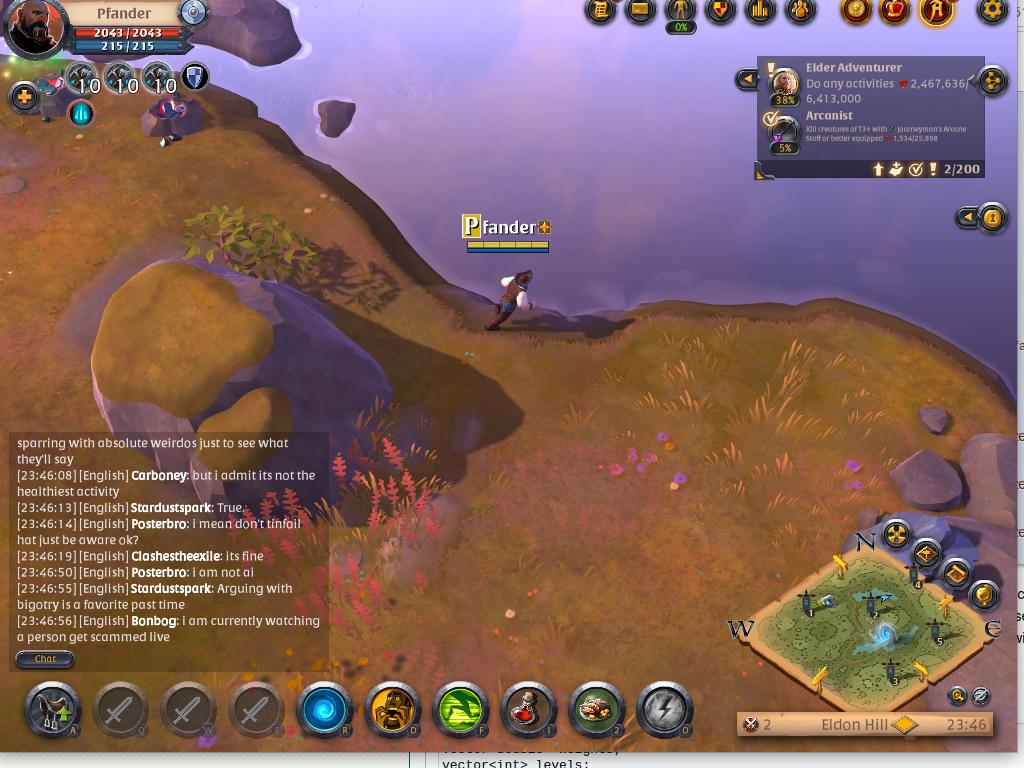 Pfander
2043 / 2043
215 / 215
10 10 10
0%
Elder Adventurer
Do any activities 2,467,636/
6,413,000
38%
Arcanist
Kill creatures of T3+ with Journeyman's Arcane
Staff or better equipped 1,534/25,898
5%
2/200
Pfander
sparring with absolute weirdos just to see what
they'll say
[23:46:08] [English] Carboney: but i admit its not the
healthiest activity
[23:46:13] [English] Stardustspark: True.
[23:46:14] [English] Posterbro: i mean don't tinfoil
hat just be aware ok?
[23:46:19] [English] Clashestheexile: its fine
[23:46:50] [English] Posterbro: i am not ai
[23:46:55] [English] Stardustspark: Arguing with
bigotry is a favorite past time
[23:46:56] [English] Bonbog: i am currently watching
a person get scammed live
Chat
N
W
E
1
2
3
4
5
A Q W E R D F 1 2 O
2 Eldon Hill 23:46
vector<int> levels;